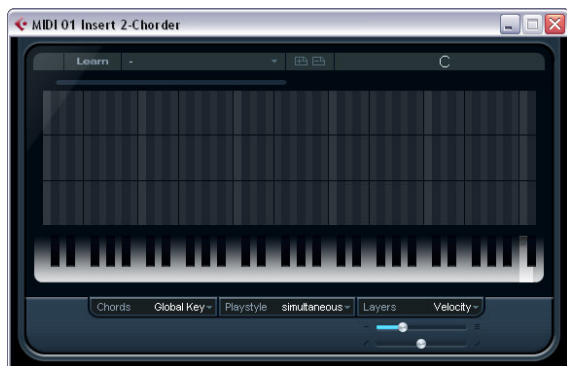 MIDI 01 Insert 2-Chorder
Learn - C
Chords Global Key Playstyle simultaneous Layers Velocity